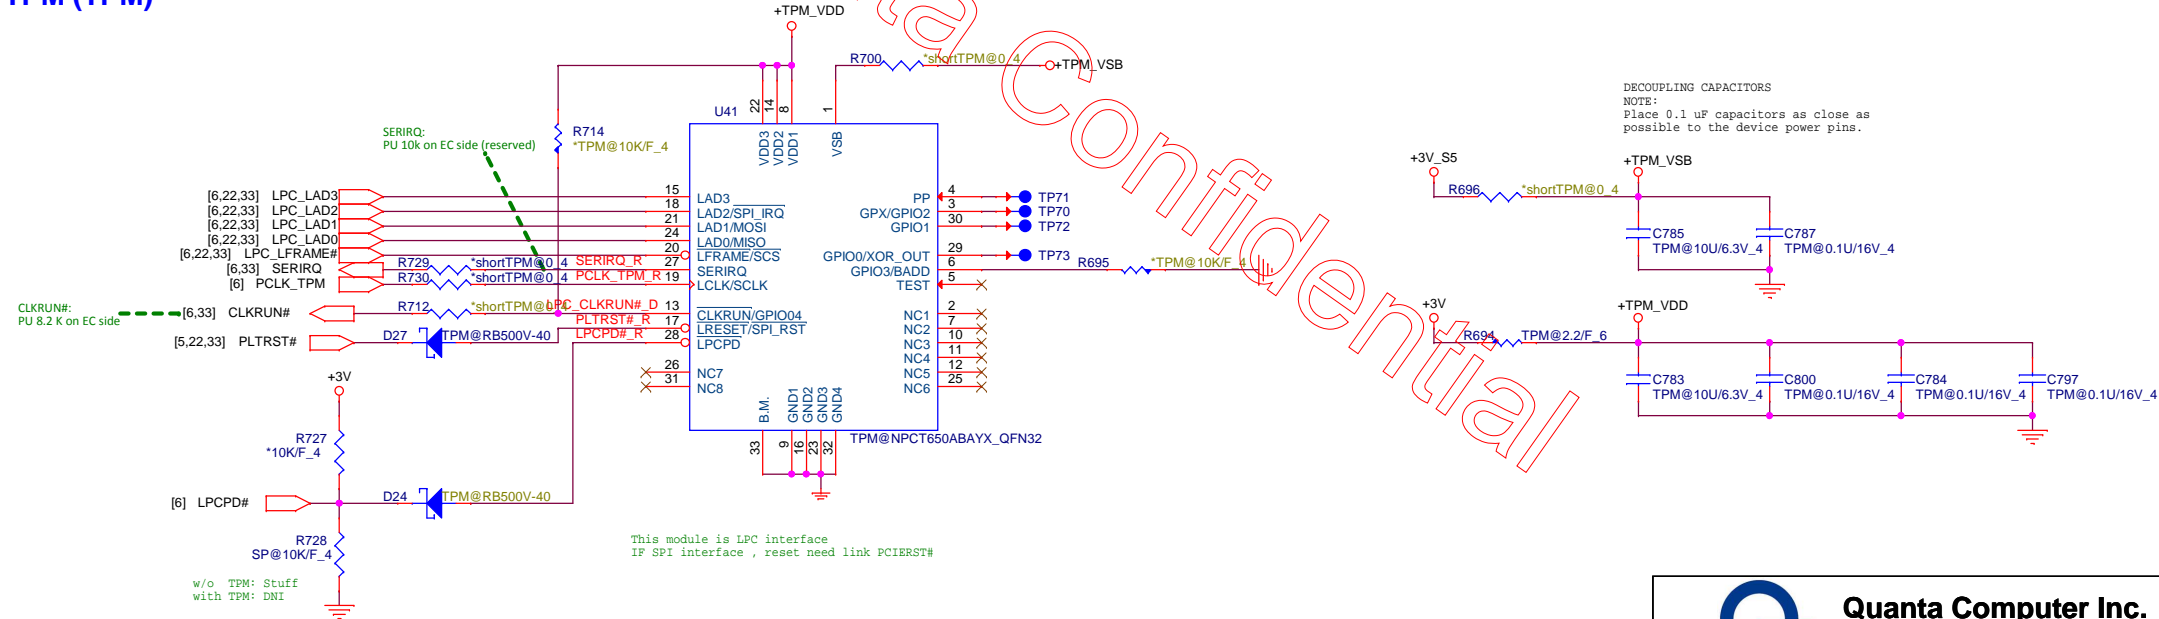 TPM (TPM)
+TPM_VDD
R700
*shortTPM@0_4
+TPM_VSB
U41
22
14
8
1
VDD3
VDD2
VDD1
VSB
R714
*TPM@10K/F_4
SERIRQ:
PU 10k on EC side (reserved)
[6,22,33] LPC_LAD3
[6,22,33] LPC_LAD2
[6,22,33] LPC_LAD1
[6,22,33] LPC_LAD0
[6,22,33] LPC_LFRAME#
[6,33] SERIRQ
[6] PCLK_TPM
R729 *shortTPM@0_4 SERIRQ_R
R730 *shortTPM@0_4 PCLK_TPM_R
CLKRUN#:
PU 8.2 K on EC side
[6,33] CLKRUN#
R712 *shortTPM@0_4 LPC_CLKRUN#_D
[5,22,33] PLTRST#
D27 TPM@RB500V-40
PLTRST#_R
LPCPD#_R
15 LAD3
18 LAD2/SPI_IRQ
21 LAD1/MOSI
24 LAD0/MISO
20 LFRAME/SCS
27 SERIRQ
19 LCLK/SCLK
13 CLKRUN/GPIO04
17 LRESET/SPI_RST
28 LPCPD
26 NC7
31 NC8
PP 4 TP71
GPX/GPIO2 3 TP70
GPIO1 30 TP72
GPIO0/XOR_OUT 29 TP73
GPIO3/BADD 6
TEST 5
R695 *TPM@10K/F_4
NC1 2
NC2 7
NC3 10
NC4 11
NC5 12
NC6 25
B.M.
GND1
GND2
GND3
GND4
33
9
16
23
32
TPM@NPCT650ABAYX_QFN32
+3V
R727
*10K/F_4
[6] LPCPD#
D24 TPM@RB500V-40
R728
SP@10K/F_4
w/o TPM: Stuff
with TPM: DNI
This module is LPC interface
IF SPI interface , reset need link PCIERST#
DECOUPLING CAPACITORS
NOTE:
Place 0.1 uF capacitors as close as
possible to the device power pins.
+3V_S5
+TPM_VSB
R696 *shortTPM@0_4
C785
TPM@10U/6.3V_4
C787
TPM@0.1U/16V_4
+3V
+TPM_VDD
R694 TPM@2.2/F_6
C783
TPM@10U/6.3V_4
C800
TPM@0.1U/16V_4
C784
TPM@0.1U/16V_4
C797
TPM@0.1U/16V_4
ta Confidential
Quanta Computer Inc.